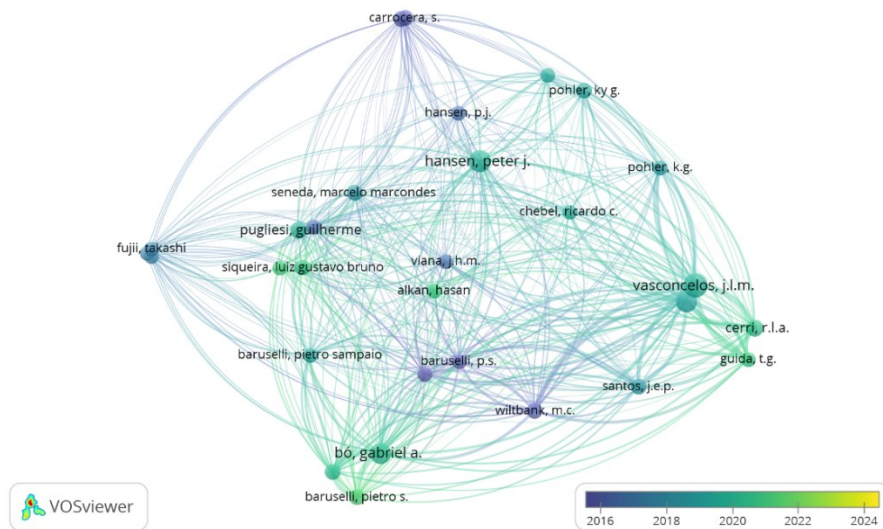 carrocera, s.
pohler, ky g.
hansen, p.j.
hansen, peter j.
pohler, k.g.
seneda, marcelo marcondes
chebel, ricardo c.
pugliesi, guilherme
fujii, takashi
siqueira, luiz gustavo bruno
viana, j.h.m.
alkan, hasan
vasconcelos, j.l.m.
cerri, r.l.a.
baruselli, pietro sampaio
baruselli, p.s.
guida, t.g.
santos, j.e.p.
wiltbank, m.c.
bó, gabriel a.
baruselli, pietro s.
VOSviewer
2016 2018 2020 2022 2024